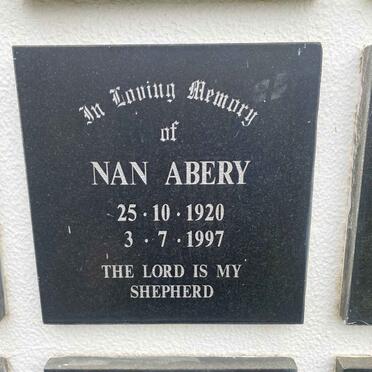 In Loving Memory
of
NAN ABERY
25 · 10 · 1920
3 · 7 · 1997
THE LORD IS MY
SHEPHERD